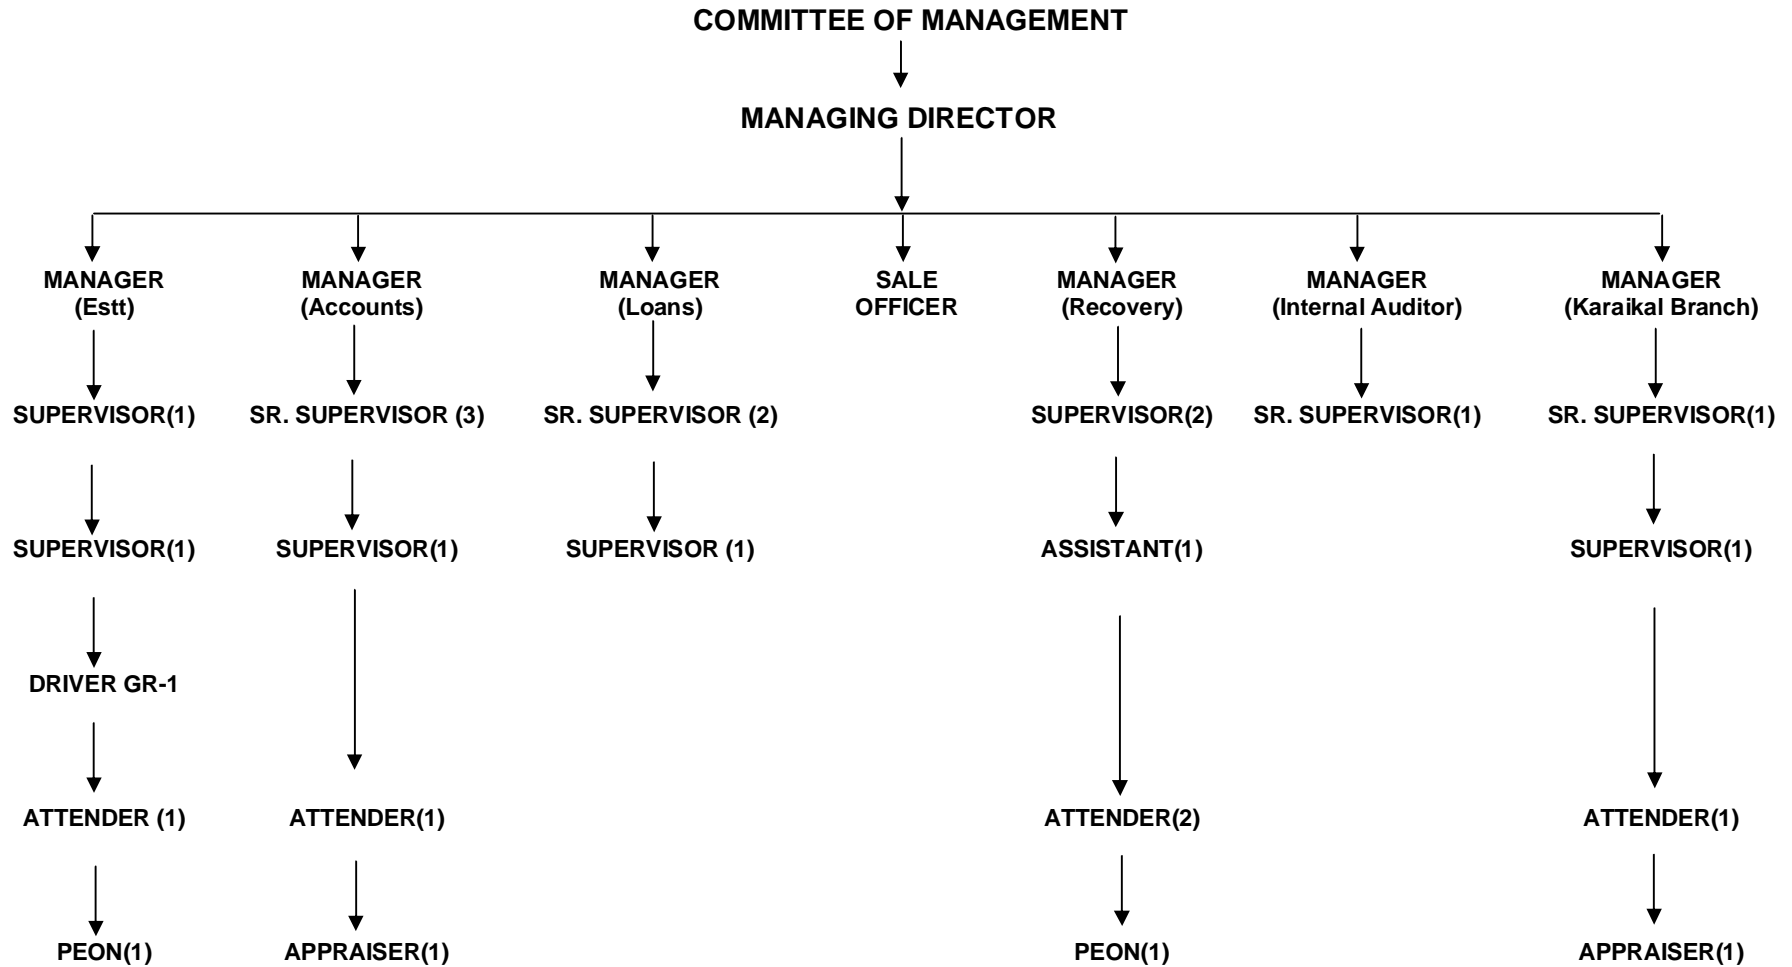 COMMITTEE OF MANAGEMENT
MANAGING DIRECTOR
MANAGER
(Estt)
MANAGER
(Accounts)
MANAGER
(Loans)
SALE
OFFICER
MANAGER
(Recovery)
MANAGER
(Internal Auditor)
MANAGER
(Karaikal Branch)
SUPERVISOR(1)
SR. SUPERVISOR (3)
SR. SUPERVISOR (2)
SUPERVISOR(2)
SR. SUPERVISOR(1)
SR. SUPERVISOR(1)
SUPERVISOR(1)
SUPERVISOR(1)
SUPERVISOR (1)
ASSISTANT(1)
SUPERVISOR(1)
DRIVER GR-1
ATTENDER (1)
ATTENDER(1)
ATTENDER(2)
ATTENDER(1)
PEON(1)
APPRAISER(1)
PEON(1)
APPRAISER(1)